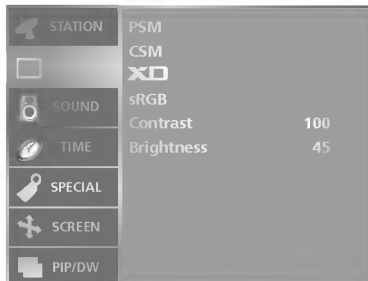 STATION
SOUND
TIME
SPECIAL
SCREEN
PIP/DW
PSM
CSM
XD
sRGB
Contrast 100
Brightness 45